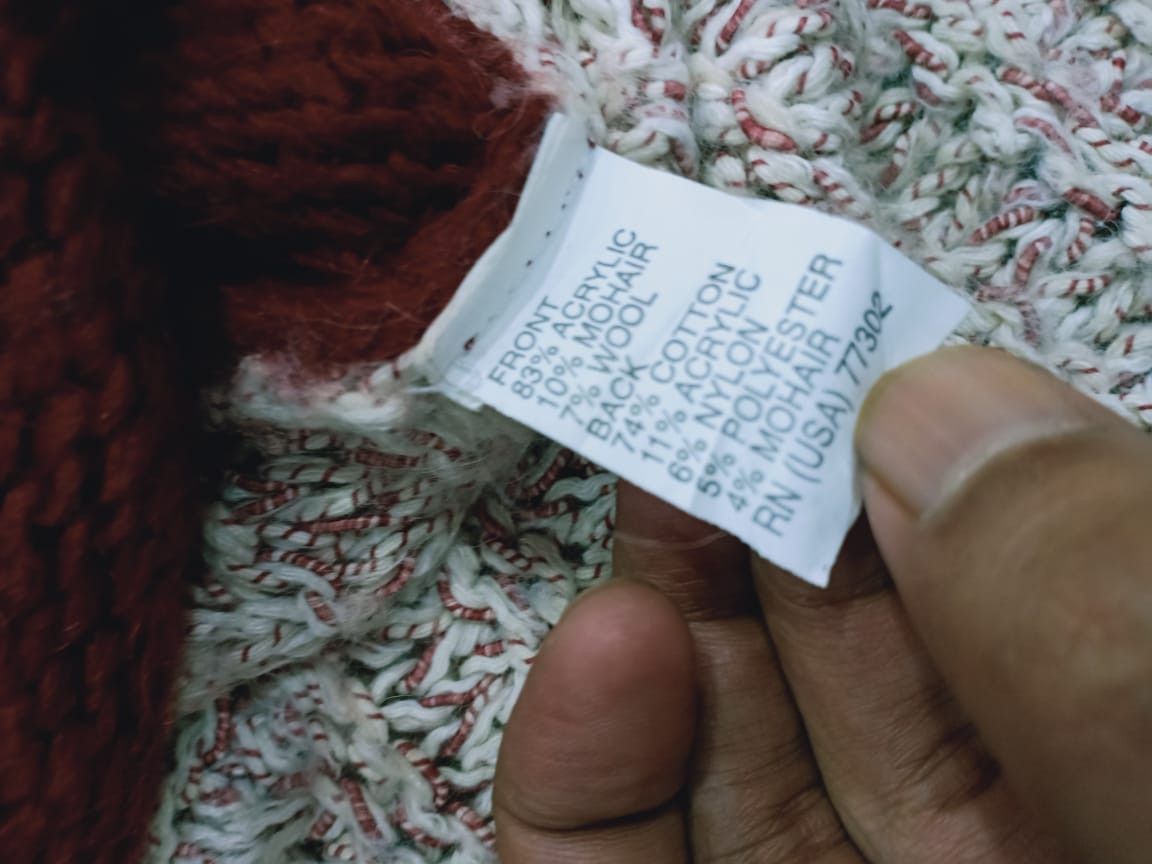 FRONT
83% ACRYLIC
10% MOHAIR
7% WOOL
BACK
74% COTTON
11% ACRYLIC
6% NYLON
5% POLYESTER
4% MOHAIR
RN (USA) 77302